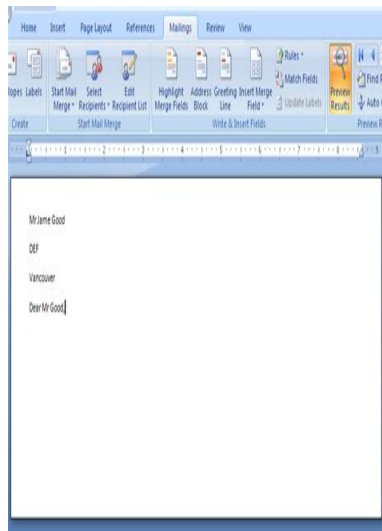 Home Insert Page Layout References Mailings Review View
Rules
Match Fields
Update Labels
Labels
Start Mail Merge
Select Recipients
Edit Recipient List
Highlight Merge Fields
Address Block
Greeting Line
Insert Merge Field
Preview Results
Find
Auto
Create
Start Mail Merge
Write & Insert Fields
Preview R
Mr Jame Good
DEF
Vancouver
Dear Mr Good,